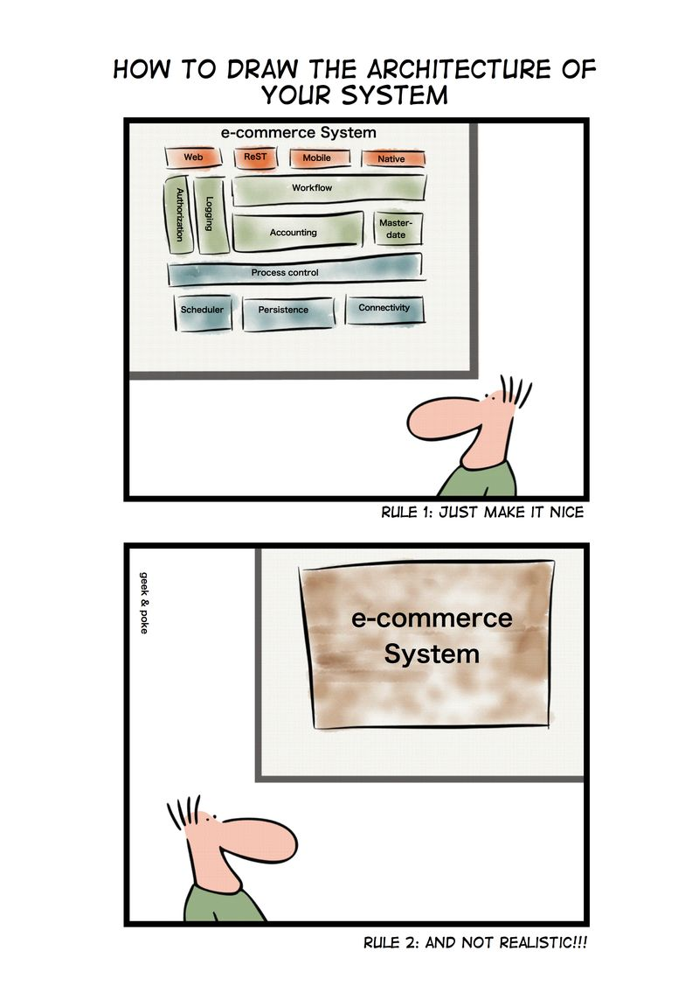 HOW TO DRAW THE ARCHITECTURE OF
YOUR SYSTEM
e-commerce System
Web
ReST
Mobile
Native
Authorization
Logging
Workflow
Accounting
Master-
date
Process control
Scheduler
Persistence
Connectivity
RULE 1: JUST MAKE IT NICE
geek & poke
e-commerce
System
RULE 2: AND NOT REALISTIC!!!